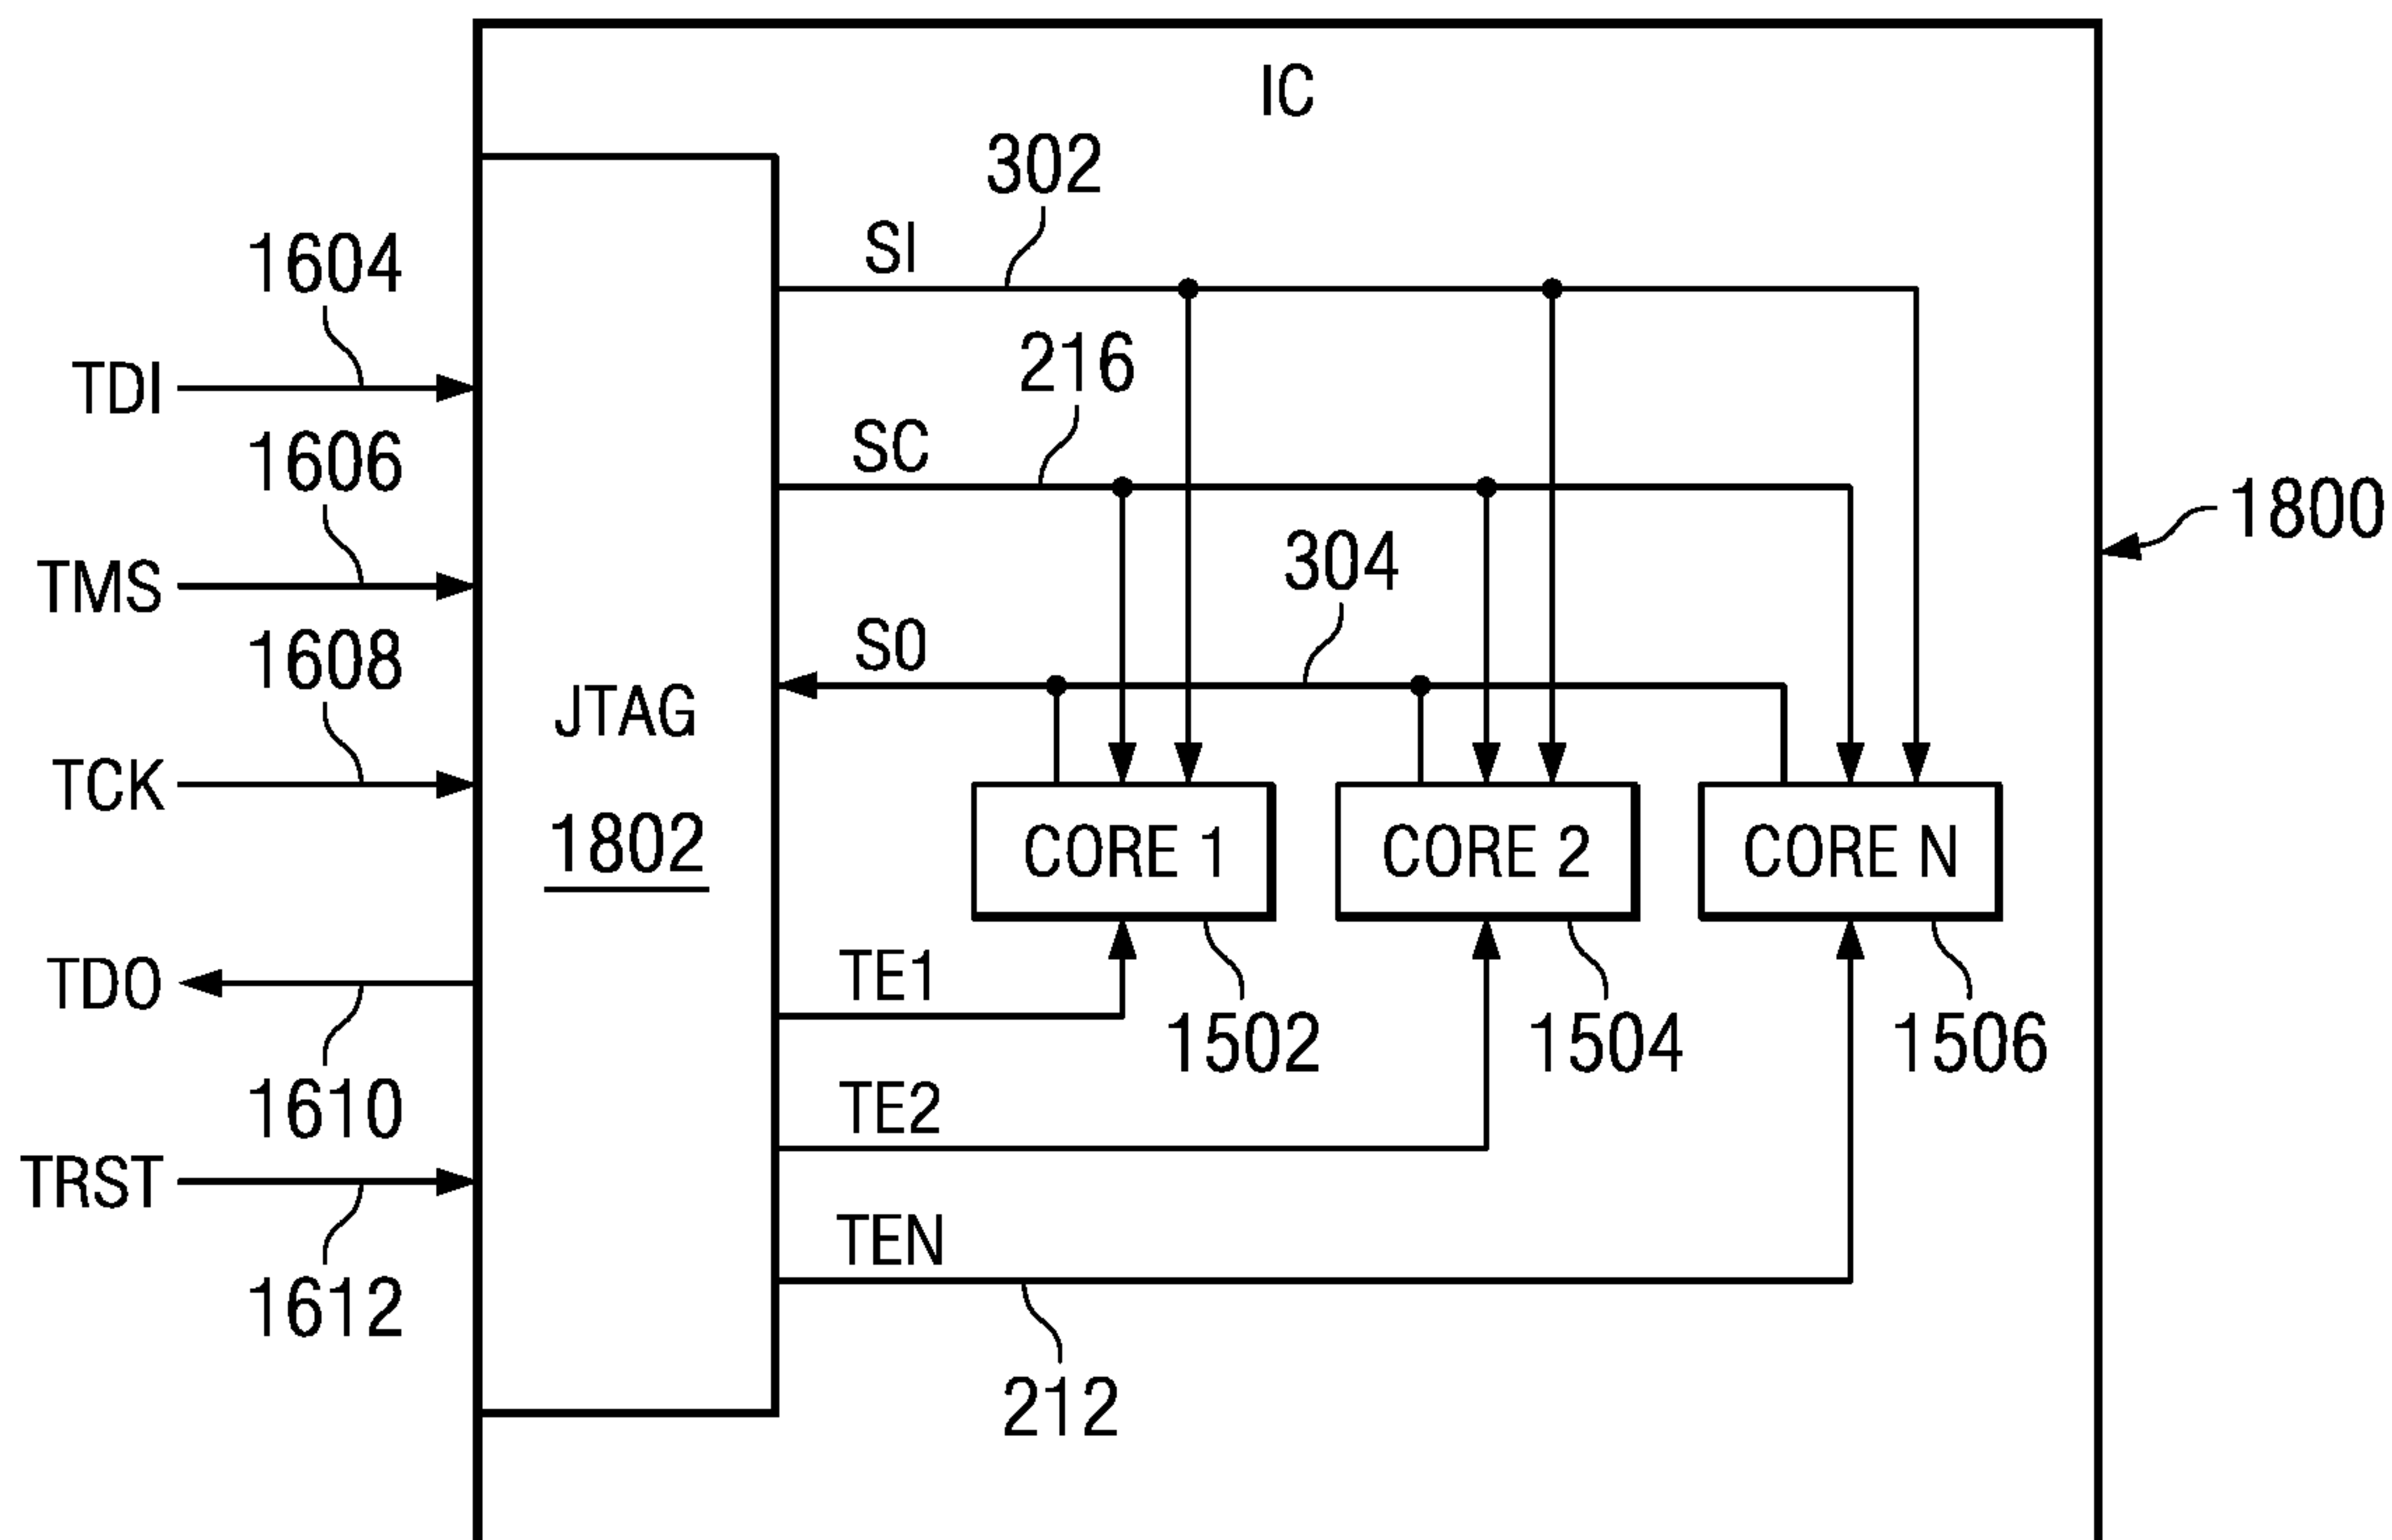 IC
302
1604
SI
216
TDI
SC
1606
1800
304
TMS
SO
1608
JTAG
TCK
1802
CORE 1
CORE 2
CORE N
TDO
TE1
1502
1504
1506
1610
TE2
TRST
TEN
1612
212